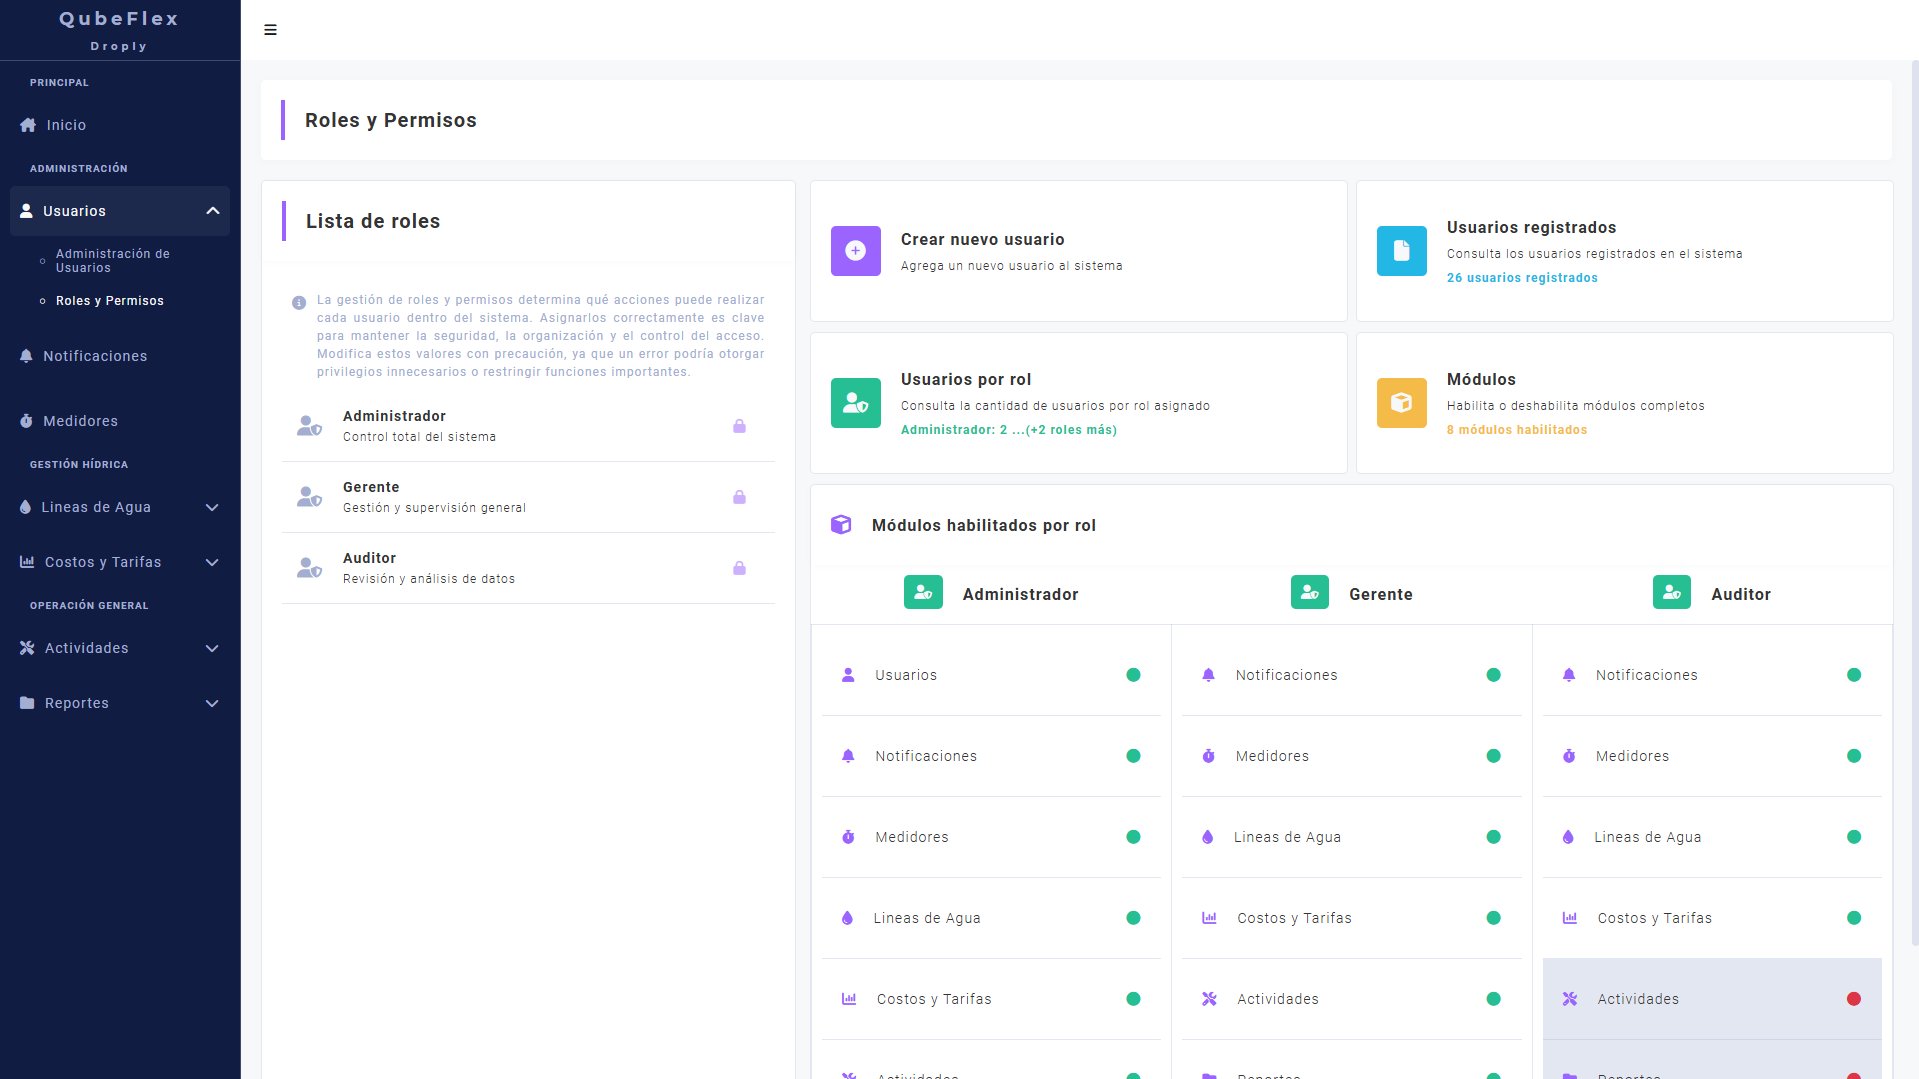 QubeFlex
Droply
PRINCIPAL
Inicio
ADMINISTRACIÓN
Usuarios
Administración de
Usuarios
Roles y Permisos
Notificaciones
Medidores
GESTIÓN HÍDRICA
Lineas de Agua
Costos y Tarifas
OPERACIÓN GENERAL
Actividades
Reportes
Roles y Permisos
Lista de roles
La gestión de roles y permisos determina qué acciones puede realizar
cada usuario dentro del sistema. Asignarlos correctamente es clave
para mantener la seguridad, la organización y el control del acceso.
Modifica estos valores con precaución, ya que un error podría otorgar
privilegios innecesarios o restringir funciones importantes.
Administrador
Control total del sistema
Gerente
Gestión y supervisión general
Auditor
Revisión y análisis de datos
Crear nuevo usuario
Agrega un nuevo usuario al sistema
Usuarios registrados
Consulta los usuarios registrados en el sistema
26 usuarios registrados
Usuarios por rol
Consulta la cantidad de usuarios por rol asignado
Administrador: 2 ...(+2 roles más)
Módulos
Habilita o deshabilita módulos completos
8 módulos habilitados
Módulos habilitados por rol
Administrador
Usuarios
Notificaciones
Medidores
Lineas de Agua
Costos y Tarifas
Actividades
Gerente
Notificaciones
Medidores
Lineas de Agua
Costos y Tarifas
Actividades
Reportes
Auditor
Notificaciones
Medidores
Lineas de Agua
Costos y Tarifas
Actividades
Reportes